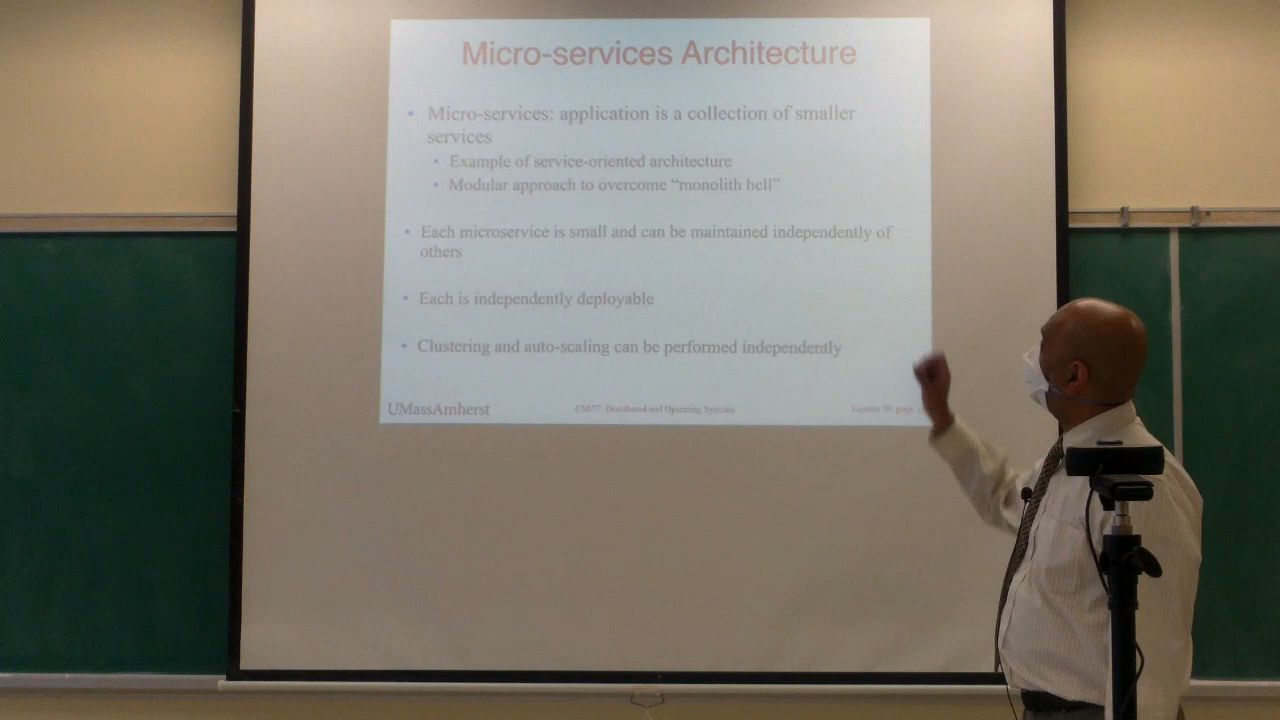 Micro-services Architecture
• Micro-services: application is a collection of smaller
services
• Example of service-oriented architecture
• Modular approach to overcome “monolith hell”
• Each microservice is small and can be maintained independently of
others
• Each is independently deployable
• Clustering and auto-scaling can be performed independently
UMassAmherst
CS677: Distributed and Operating Systems
Lecture page